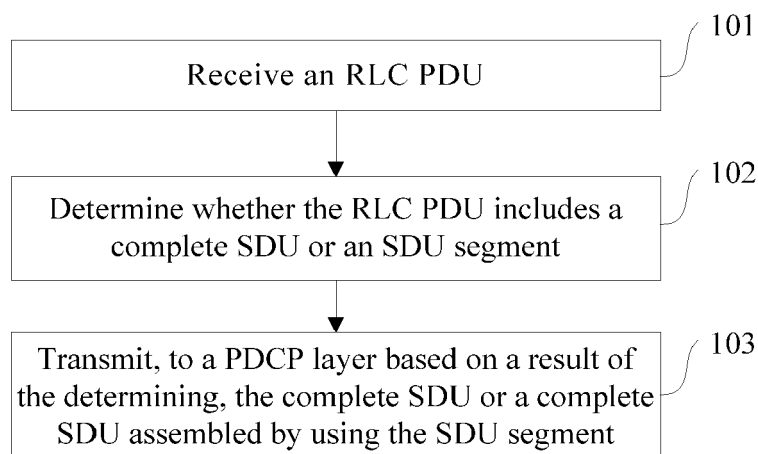 101
Receive an RLC PDU
102
Determine whether the RLC PDU includes a
complete SDU or an SDU segment
103
Transmit, to a PDCP layer based on a result of
the determining, the complete SDU or a complete
SDU assembled by using the SDU segment